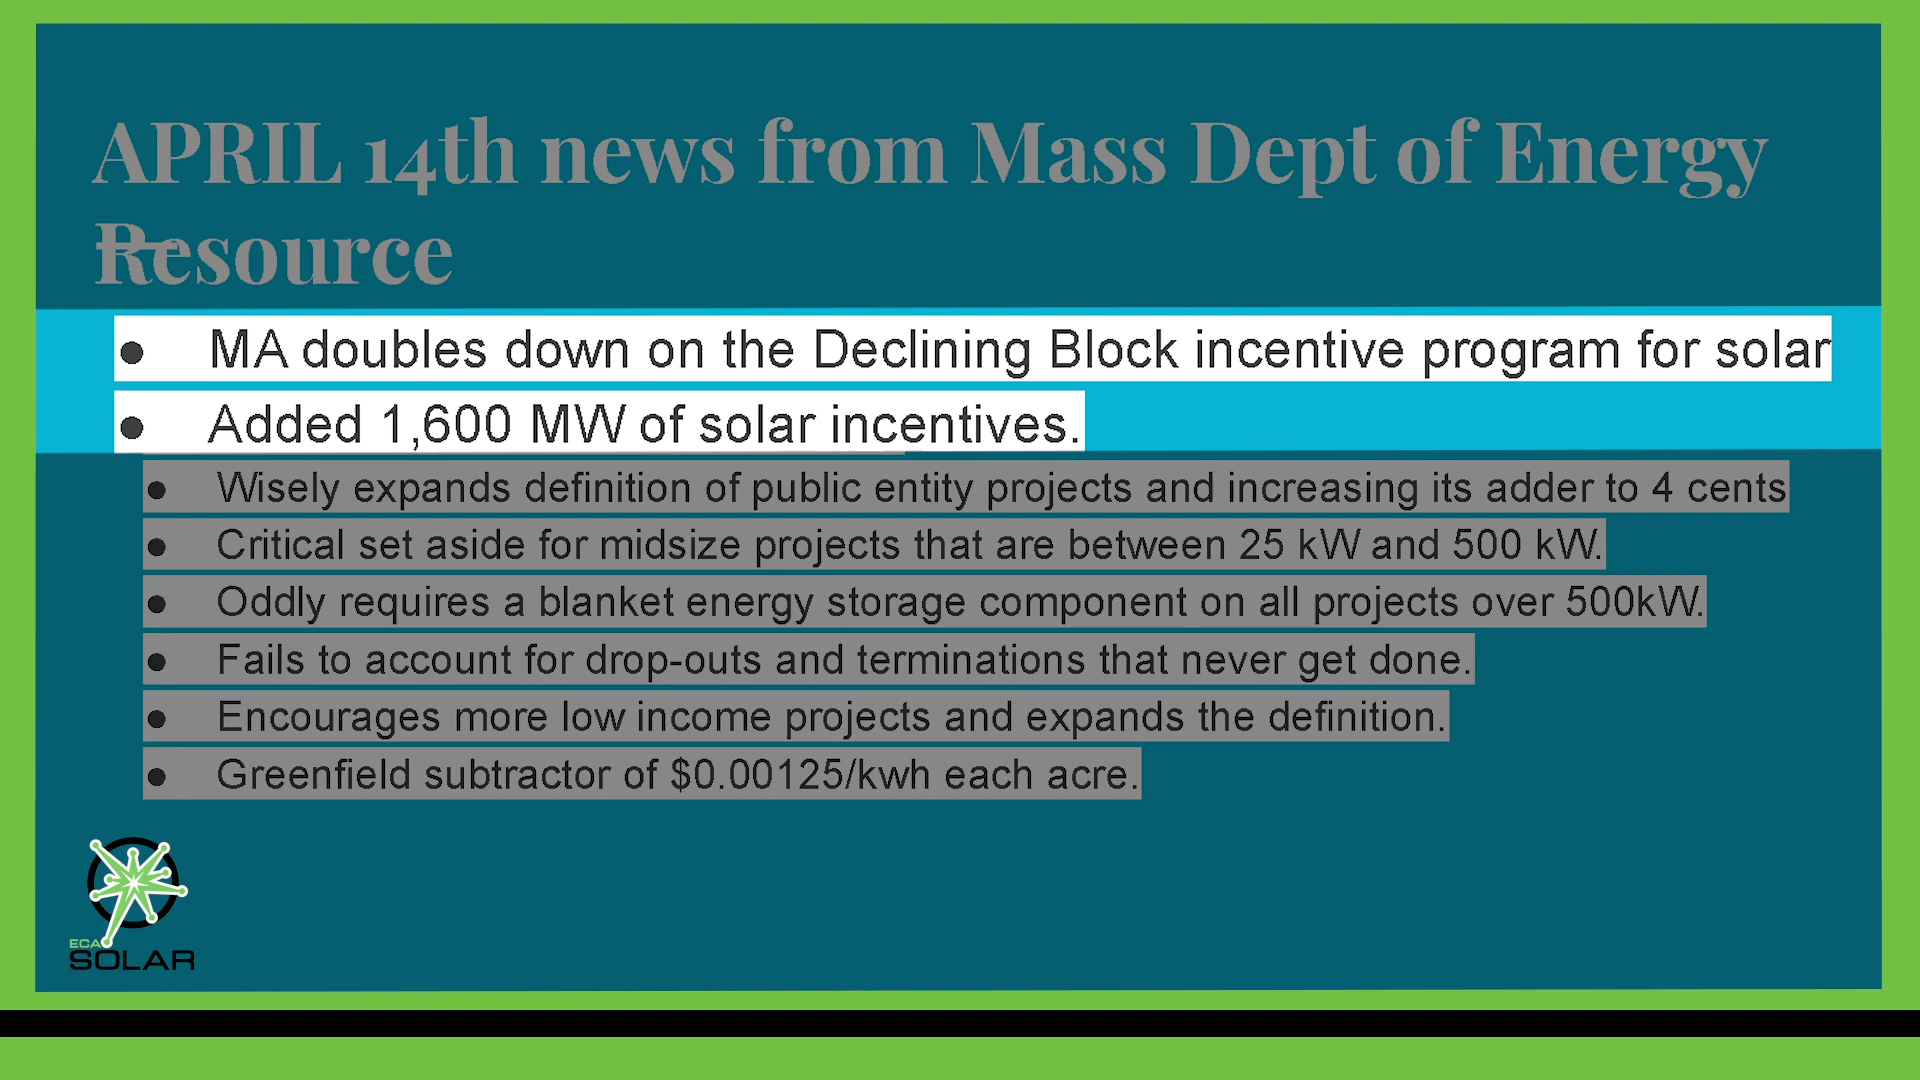 APRIL 14th news from Mass Dept of Energy
Resource
● MA doubles down on the Declining Block incentive program for solar
● Added 1,600 MW of solar incentives.
● Wisely expands definition of public entity projects and increasing its adder to 4 cents
● Critical set aside for midsize projects that are between 25 kW and 500 kW.
● Oddly requires a blanket energy storage component on all projects over 500kW.
● Fails to account for drop-outs and terminations that never get done.
● Encourages more low income projects and expands the definition.
● Greenfield subtractor of $0.00125/kwh each acre.
ECA
SOLAR